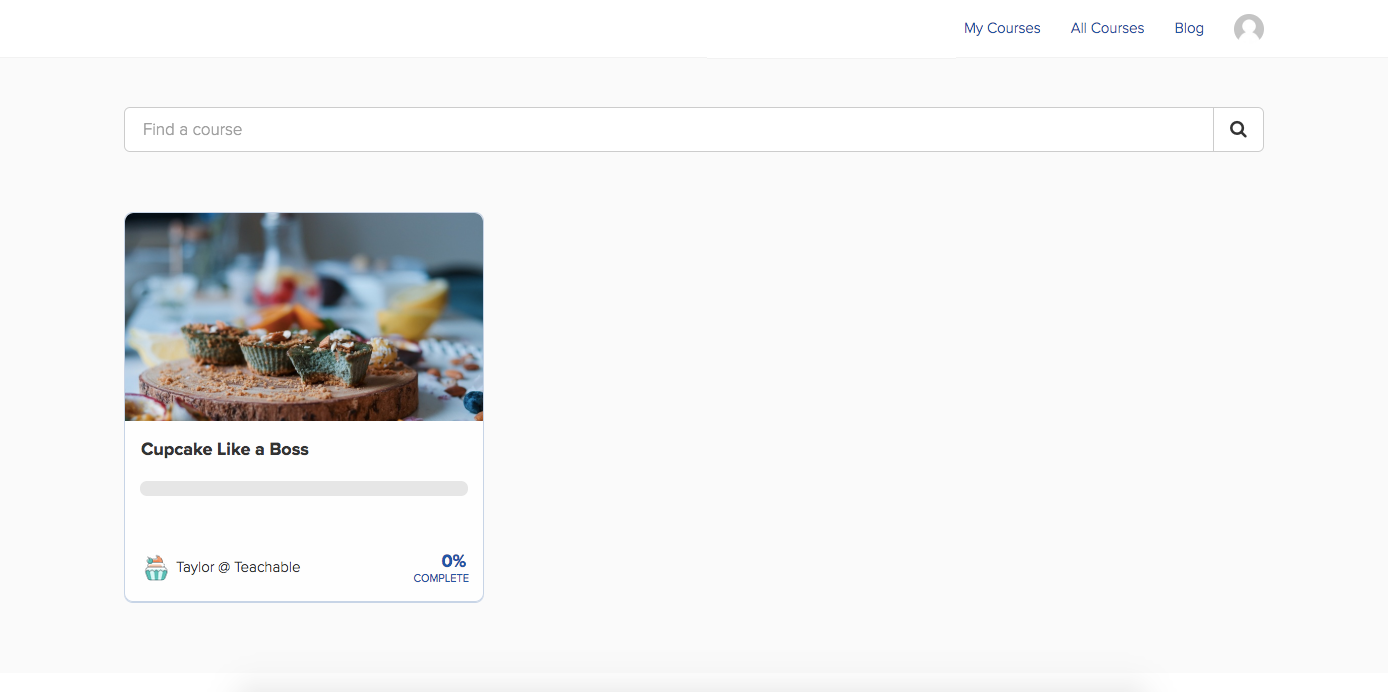 My Courses All Courses Blog
Find a course
Cupcake Like a Boss
Taylor @ Teachable
0%
COMPLETE